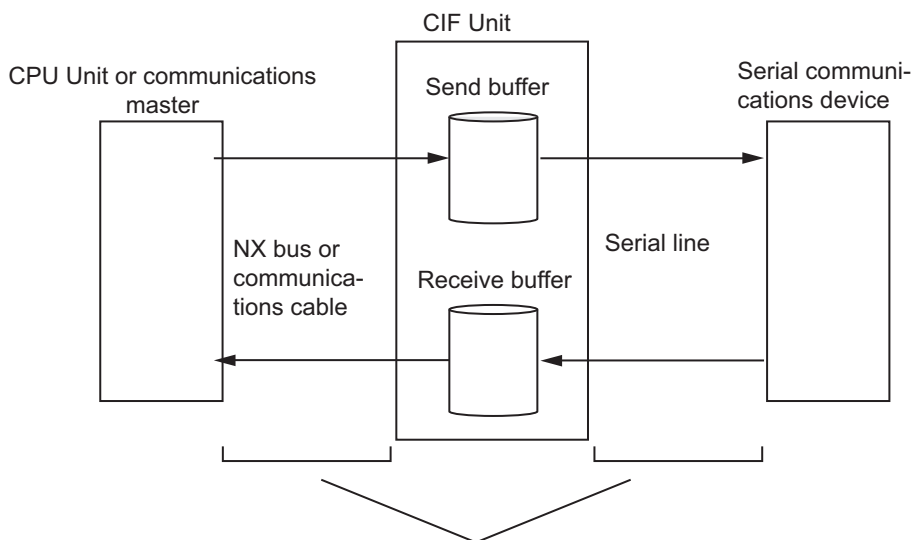 CIF Unit
CPU Unit or communications
master
Send buffer
Serial communi-
cations device
NX bus or
communica-
tions cable
Receive buffer
Serial line